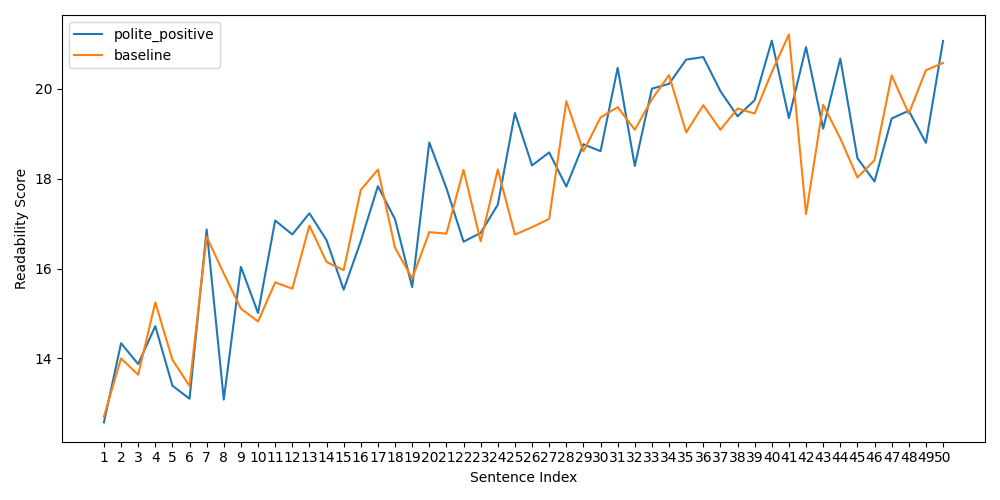 polite_positive
baseline
Readability Score
20
18
16
14
1 2 3 4 5 6 7 8 9 10 11 12 13 14 15 16 17 18 19 20 21 22 23 24 25 26 27 28 29 30 31 32 33 34 35 36 37 38 39 40 41 42 43 44 45 46 47 48 49 50
Sentence Index